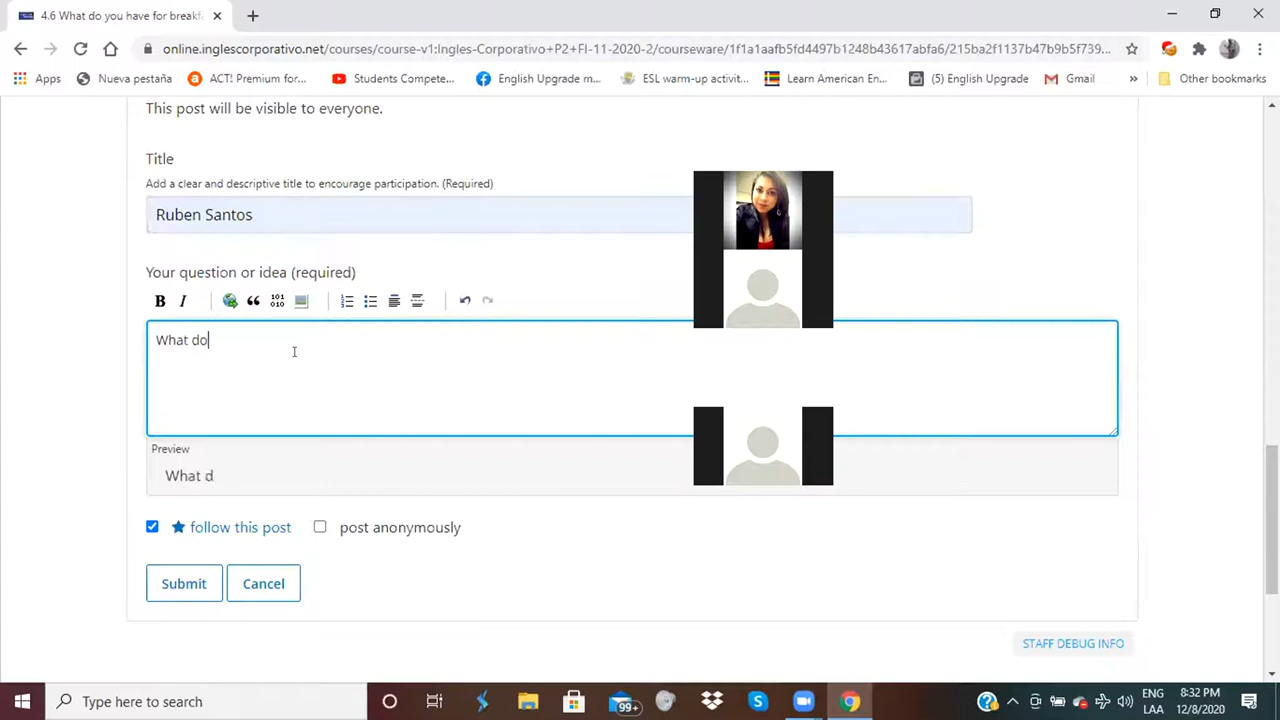 4.6 What do you have for breakf
online.inglescorporativo.net/courses/course-v1:Ingles-Corporativo+P2+FI-11-2020-2/courseware/1f1a1aafb5fd4497b1248b43617abfa6/215ba2f1137b47b9b5f739...
Apps Nueva pestaña ACT! Premium for... Students Compete... English Upgrade m... ESL warm-up activit... Learn American En... (5) English Upgrade Gmail » Other bookmarks
This post will be visible to everyone.
Title
Add a clear and descriptive title to encourage participation. (Required)
Ruben Santos
Your question or idea (required)
B I 101 010
What do
Preview
What d
follow this post post anonymously
Submit Cancel
STAFF DEBUG INFO
Type here to search 99+ ENG 8:32 PM
LAA 12/8/2020